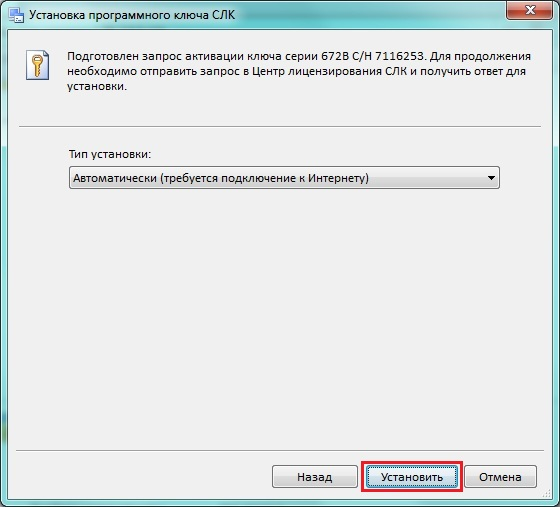 Установка программного ключа СЛК
Подготовлен запрос активации ключа серии 672B С/Н 7116253. Для продолжения
необходимо отправить запрос в Центр лицензирования СЛК и получить ответ для
установки.
Тип установки:
Автоматически (требуется подключение к Интернету)
Назад
Установить
Отмена